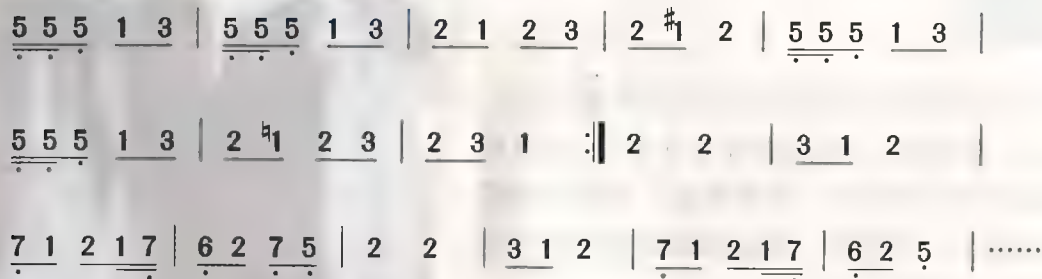 5 5 5 1 3 | 5 5 5 1 3 | 2 1 2 3 | 2 #1 2 | 5 5 5 1 3 |
5 5 5 1 3 | 2 ♮1 2 3 | 2 3 1 :‖ 2 2 | 3 1 2 |
7 1 2 1 7 | 6 2 7 5 | 2 2 | 3 1 2 | 7 1 2 1 7 | 6 2 5 | ……